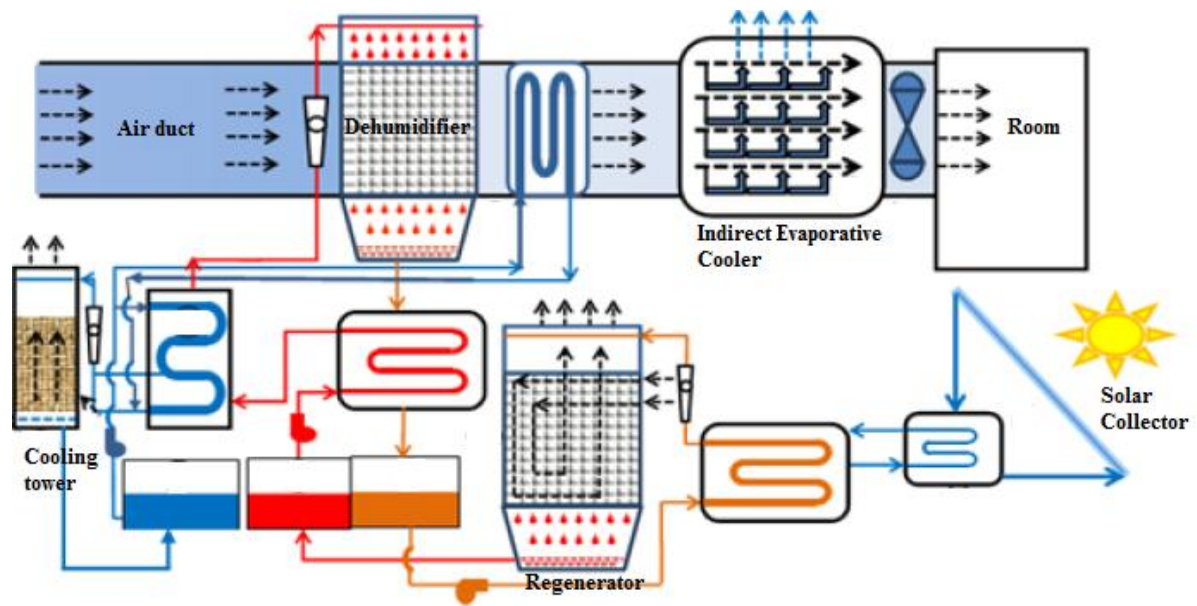 Air duct
Dehumidifier
Room
Indirect Evaporative
Cooler
Solar
Collector
Cooling
tower
Regenerator